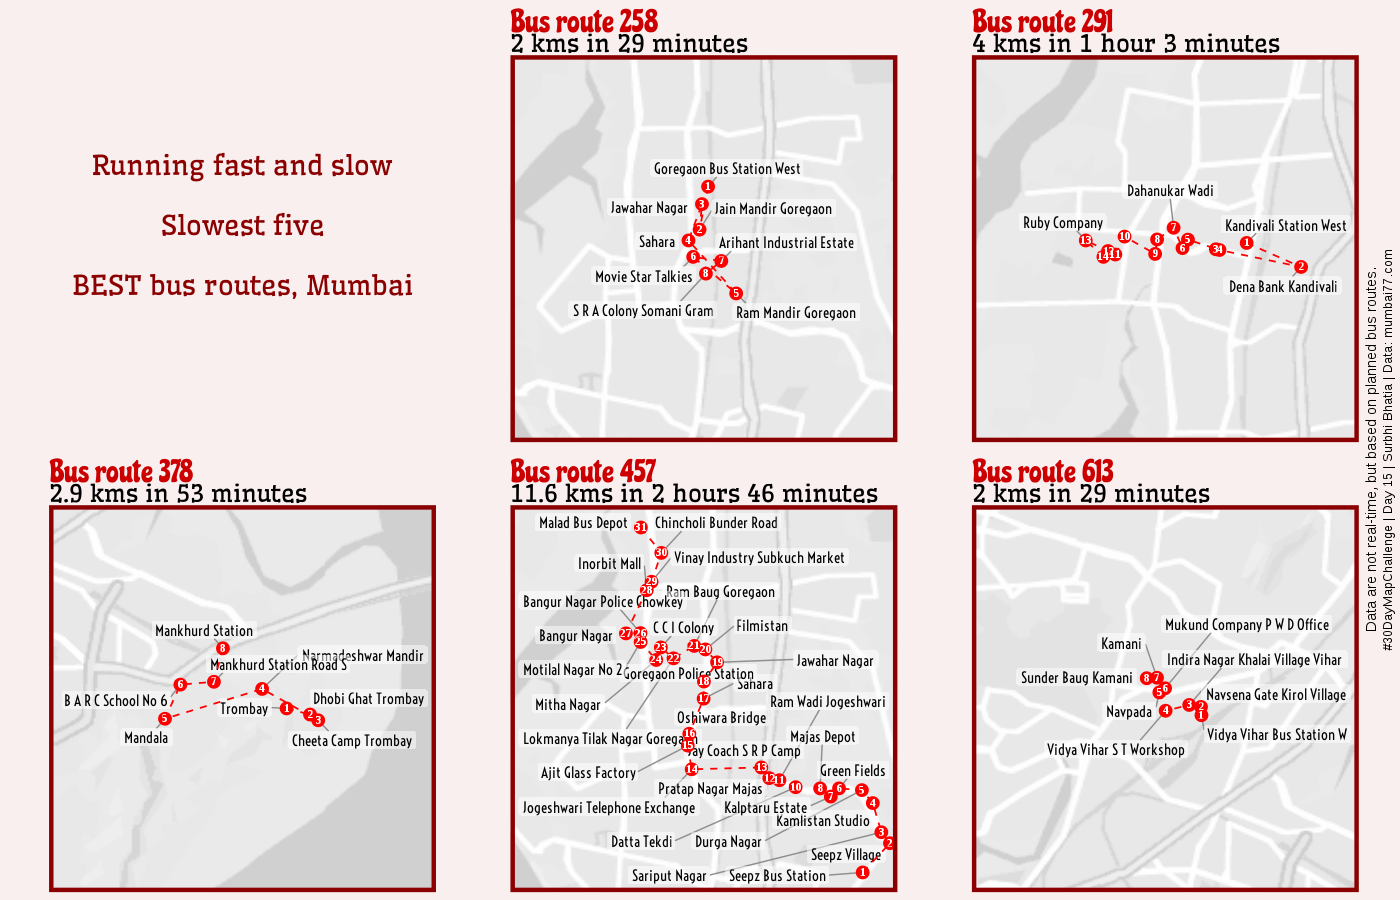 Running fast and slow
Slowest five
BEST bus routes, Mumbai
Bus route 258
2 kms in 29 minutes
Goregaon Bus Station West
1
3
Jawahar Nagar
Jain Mandir Goregaon
2
Sahara
4
Arihant Industrial Estate
6
7
Movie Star Talkies
8
5
S R A Colony Somani Gram
Ram Mandir Goregaon
Bus route 291
4 kms in 1 hour 3 minutes
Dahanukar Wadi
Ruby Company
Kandivali Station West
7
13
10
8
5
1
6
34
12
14
11
9
2
Dena Bank Kandivali
Bus route 378
2.9 kms in 53 minutes
Mankhurd Station
8
Narmadeshwar Mandir
Mankhurd Station Road S
6
7
4
B A R C School No 6
Dhobi Ghat Trombay
Trombay
1
2
3
5
Mandala
Cheeta Camp Trombay
Bus route 457
11.6 kms in 2 hours 46 minutes
Malad Bus Depot
31
Chincholi Bunder Road
30
Vinay Industry Subkuch Market
Inorbit Mall
29
28
Ram Baug Goregaon
Bangur Nagar Police Chowkey
C C I Colony
Filmistan
Bangur Nagar
27
26
25
23
21
20
24
22
19
Jawahar Nagar
Motilal Nagar No 2
Goregaon Police Station
18
Sahara
17
Mitha Nagar
Ram Wadi Jogeshwari
Oshiwara Bridge
16
Lokmanya Tilak Nagar Goregaon
15
Majas Depot
Jay Coach S R P Camp
Ajit Glass Factory
14
13
12
11
Green Fields
Pratap Nagar Majas
10
8
6
5
7
4
Jogeshwari Telephone Exchange
Kalptaru Estate
Kamlistan Studio
3
Datta Tekdi
Durga Nagar
2
Seepz Village
Sariput Nagar
Seepz Bus Station
1
Bus route 613
2 kms in 29 minutes
Mukund Company P W D Office
Kamani
Indira Nagar Khalai Village Vihar
Sunder Baug Kamani
8
7
6
5
Navsena Gate Kirol Village
Navpada
4
3
2
1
Vidya Vihar Bus Station W
Vidya Vihar S T Workshop
Data are not real-time, but based on planned bus routes.
#30DayMapChallenge | Day 15 | Surbhi Bhatia | Data: mumbai77.com